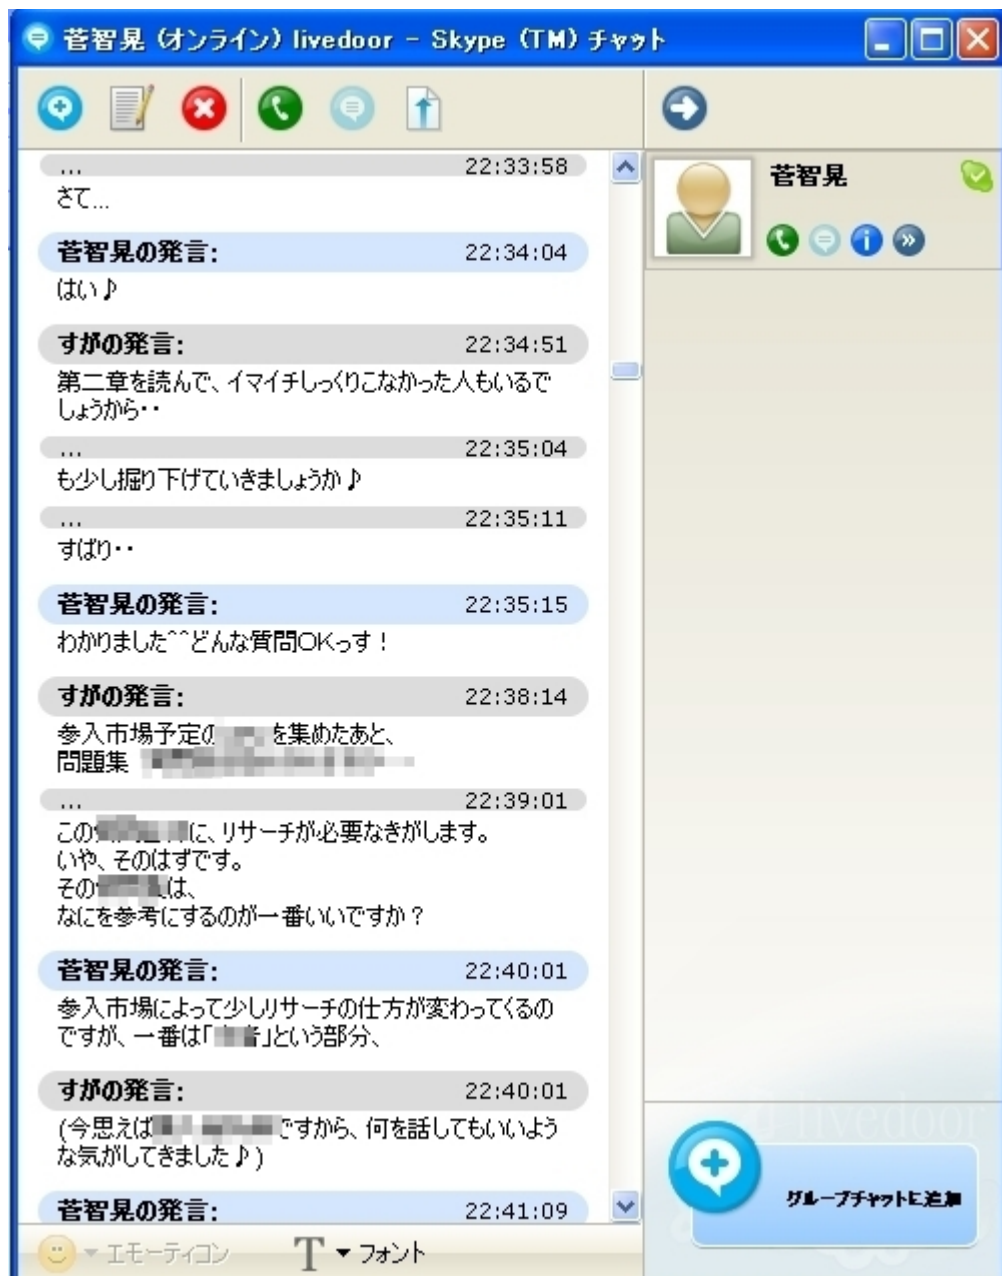 菅智晃 (オンライン) livedoor - Skype (TM) チャット
... 22:33:58
さて...
菅智晃の発言: 22:34:04
はい♪
すがの発言: 22:34:51
第二章を読んで、イマイチしっくりこなかった人もいるで
しょうから・・
... 22:35:04
も少し掘り下げていきましょうか♪
... 22:35:11
すばり・・
菅智晃の発言: 22:35:15
わかりました^^どんな質問OKっす！
すがの発言: 22:38:14
参入市場予定の を集めたあと、
問題集
... 22:39:01
この に、リサーチが必要なきがします。
いや、そのはずです。
その は、
なにを参考にするのが一番いいですか？
菅智晃の発言: 22:40:01
参入市場によって少しリサーチの仕方が変わってくるの
ですが、一番は「 」という部分、
すがの発言: 22:40:01
(今思えば ですから、何を話してもいいよう
な気がしてきました♪)
菅智晃の発言: 22:41:09
エモーティコン フォント
菅智晃
livedoor
グループチャットに追加